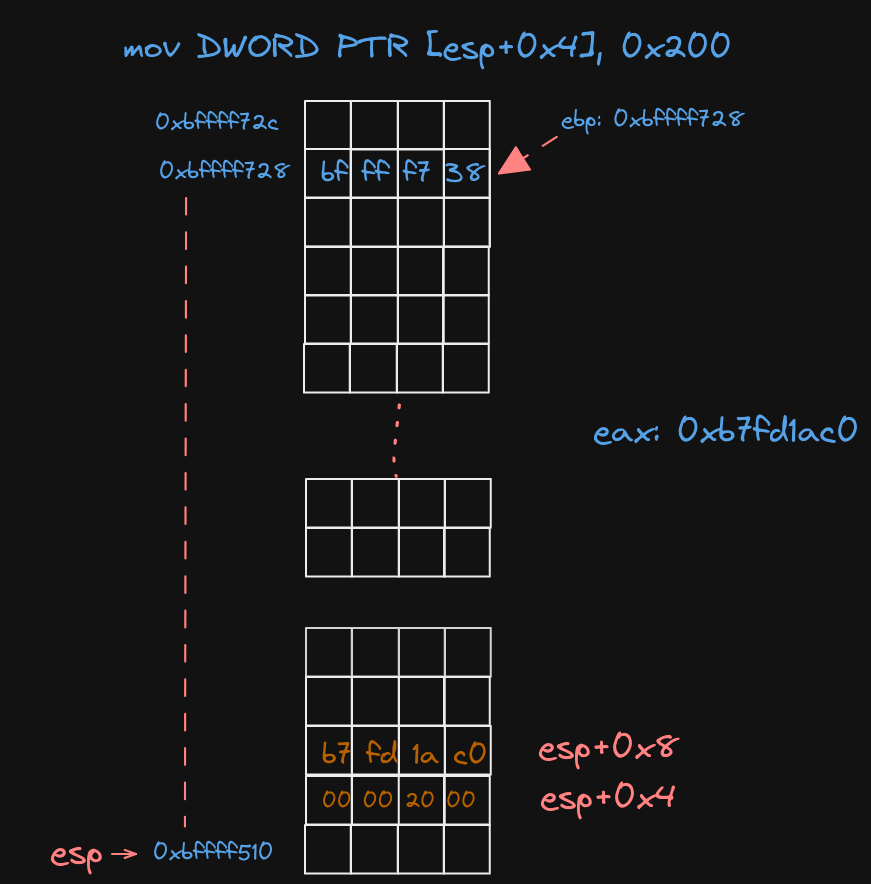 mov DWORD PTR [esp+0x4], 0x200
0xbffff72c
ebp: 0xbffff728
0xbffff728
bf ff f7 38
eax: 0xb7fd1ac0
b7 fd 1a c0
esp+0x8
00 00 20 00
esp+0x4
esp
0xbffff510